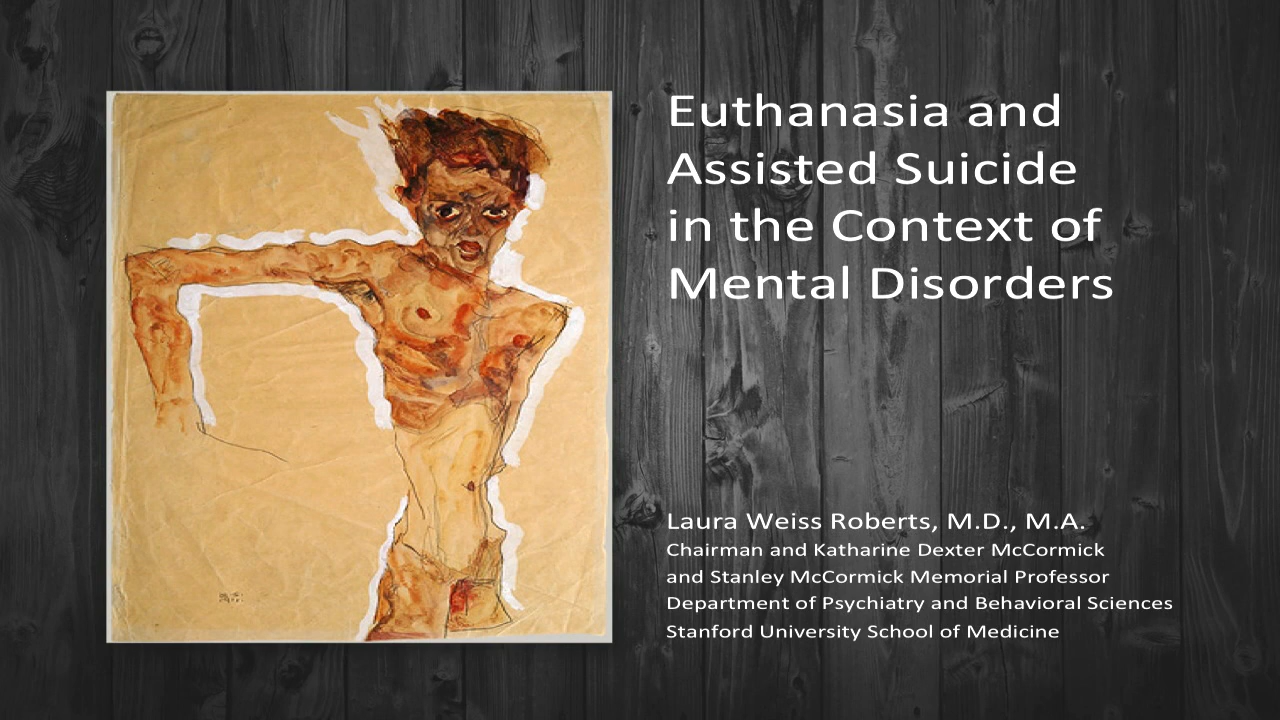 Euthanasia and
Assisted Suicide
in the Context of
Mental Disorders
Laura Weiss Roberts, M.D., M.A.
Chairman and Katharine Dexter McCormick
and Stanley McCormick Memorial Professor
Department of Psychiatry and Behavioral Sciences
Stanford University School of Medicine